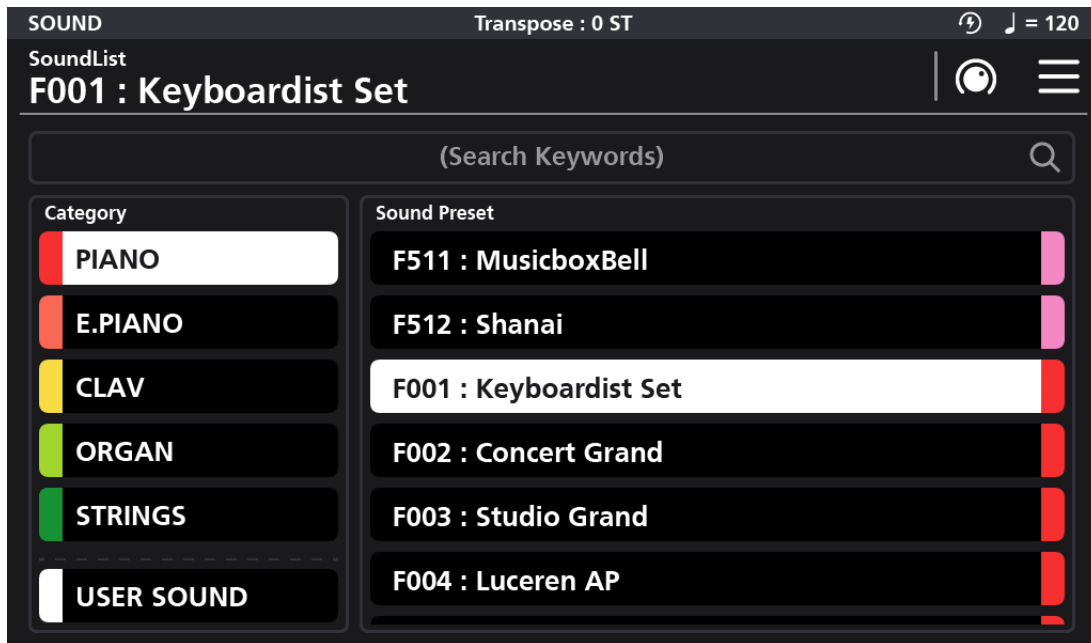 SOUND Transpose : 0 ST ♩ = 120
SoundList
F001 : Keyboardist Set
(Search Keywords)
Category
PIANO
E.PIANO
CLAV
ORGAN
STRINGS
USER SOUND
Sound Preset
F511 : MusicboxBell
F512 : Shanai
F001 : Keyboardist Set
F002 : Concert Grand
F003 : Studio Grand
F004 : Luceren AP